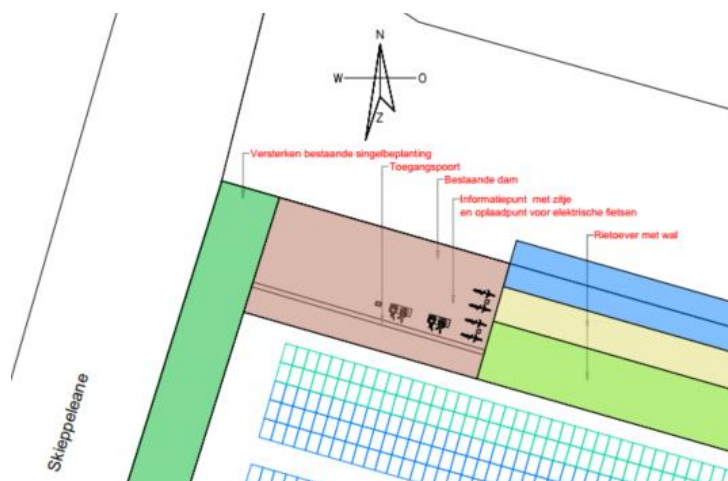 N
W
O
Z
Versterken bestaande singelbeplanting
Toegangspoort
Bestaande dam
Informatiepunt met zitje
en oplaadpunt voor elektrische fietsen
Rietoever met wal
Skieppeleane